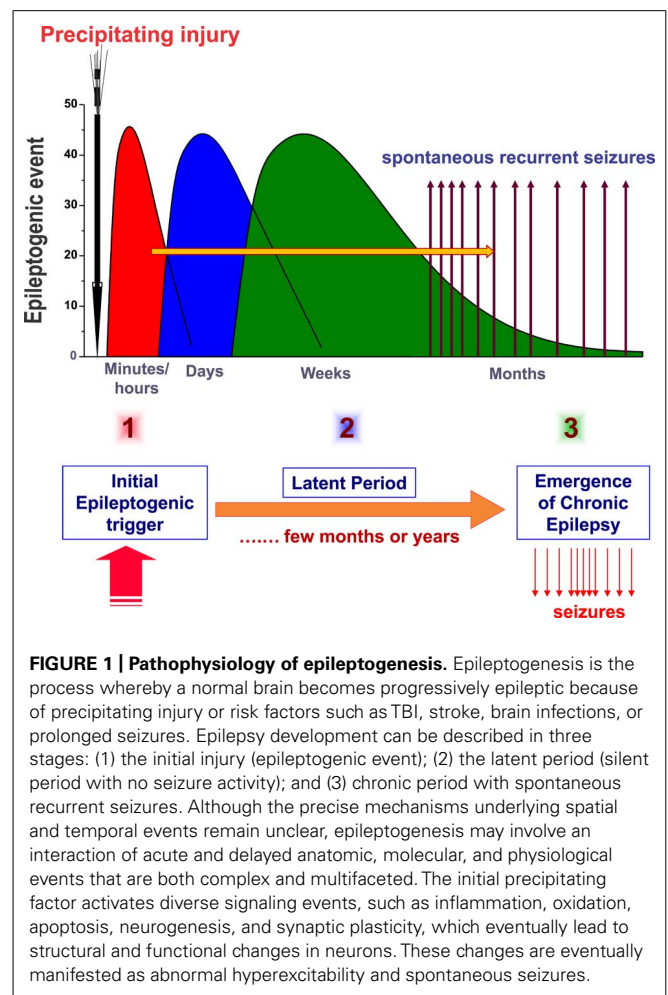 Precipitating injury
Epileptogenic event
50
40
30
20
10
0
spontaneous recurrent seizures
Minutes/
hours
Days
Weeks
Months
1
2
3
Initial
Epileptogenic
trigger
Latent Period
....... few months or years
Emergence
of Chronic
Epilepsy
seizures
FIGURE 1 | Pathophysiology of epileptogenesis. Epileptogenesis is the
process whereby a normal brain becomes progressively epileptic because
of precipitating injury or risk factors such as TBI, stroke, brain infections, or
prolonged seizures. Epilepsy development can be described in three
stages: (1) the initial injury (epileptogenic event); (2) the latent period (silent
period with no seizure activity); and (3) chronic period with spontaneous
recurrent seizures. Although the precise mechanisms underlying spatial
and temporal events remain unclear, epileptogenesis may involve an
interaction of acute and delayed anatomic, molecular, and physiological
events that are both complex and multifaceted. The initial precipitating
factor activates diverse signaling events, such as inflammation, oxidation,
apoptosis, neurogenesis, and synaptic plasticity, which eventually lead to
structural and functional changes in neurons. These changes are eventually
manifested as abnormal hyperexcitability and spontaneous seizures.